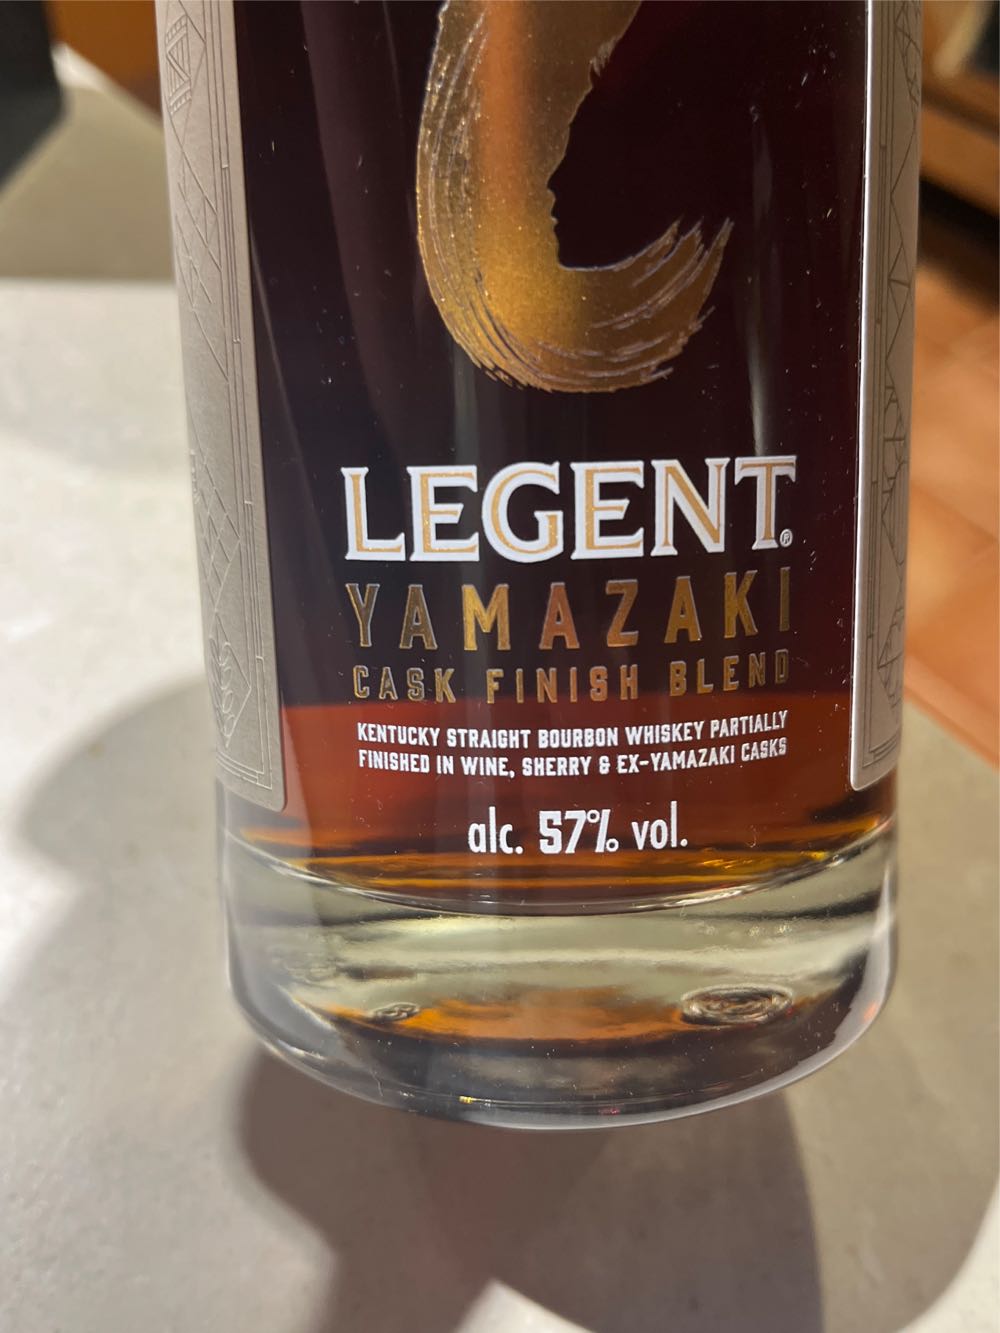 LEGENT®
YAMAZAKI
CASK FINISH BLEND
KENTUCKY STRAIGHT BOURBON WHISKEY PARTIALLY
FINISHED IN WINE, SHERRY & EX-YAMAZAKI CASKS
alc. 57% vol.